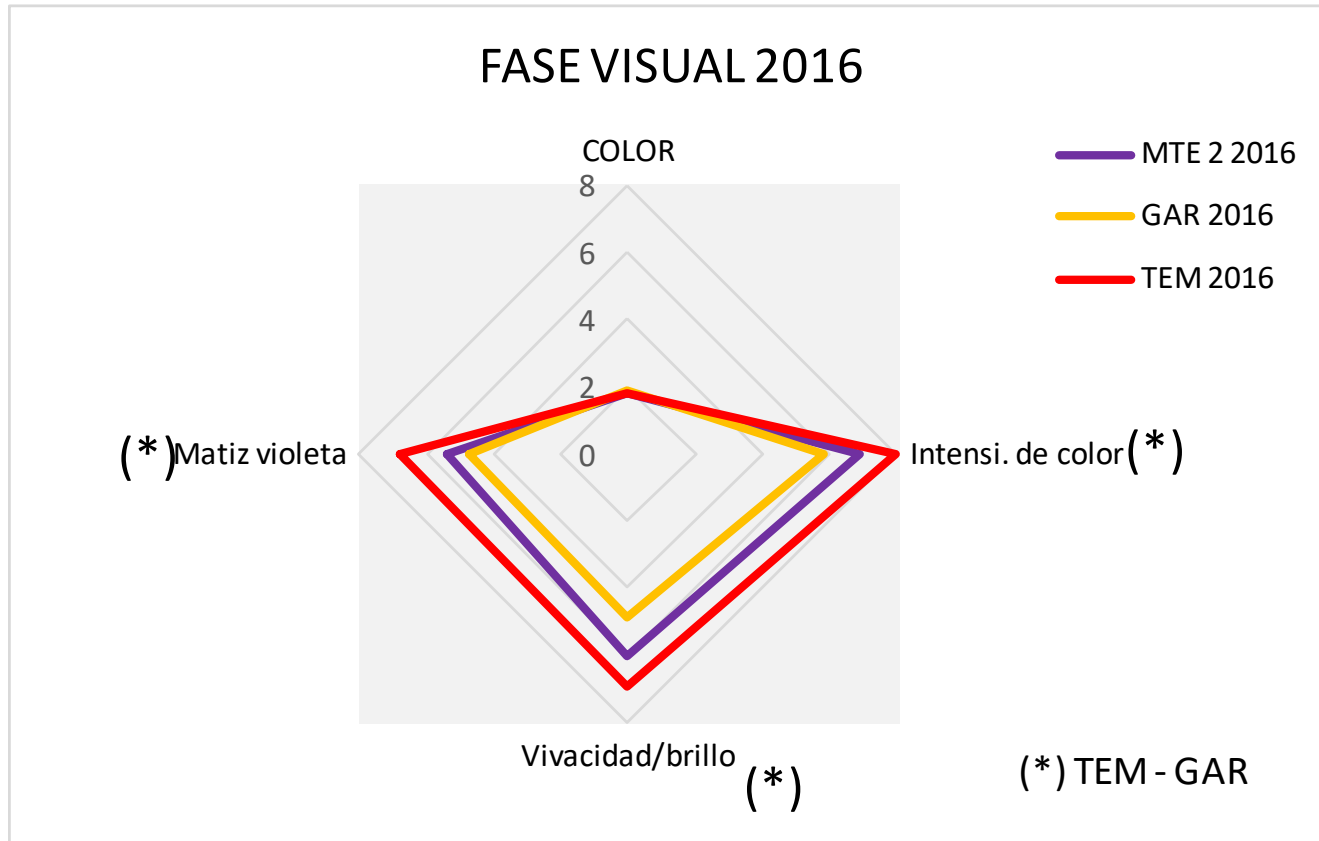 FASE VISUAL 2016
COLOR
MTE 2 2016
GAR 2016
TEM 2016
8
6
4
2
0
(*) Matiz violeta
Intensi. de color (*)
Vivacidad/brillo (*)
(*) TEM - GAR